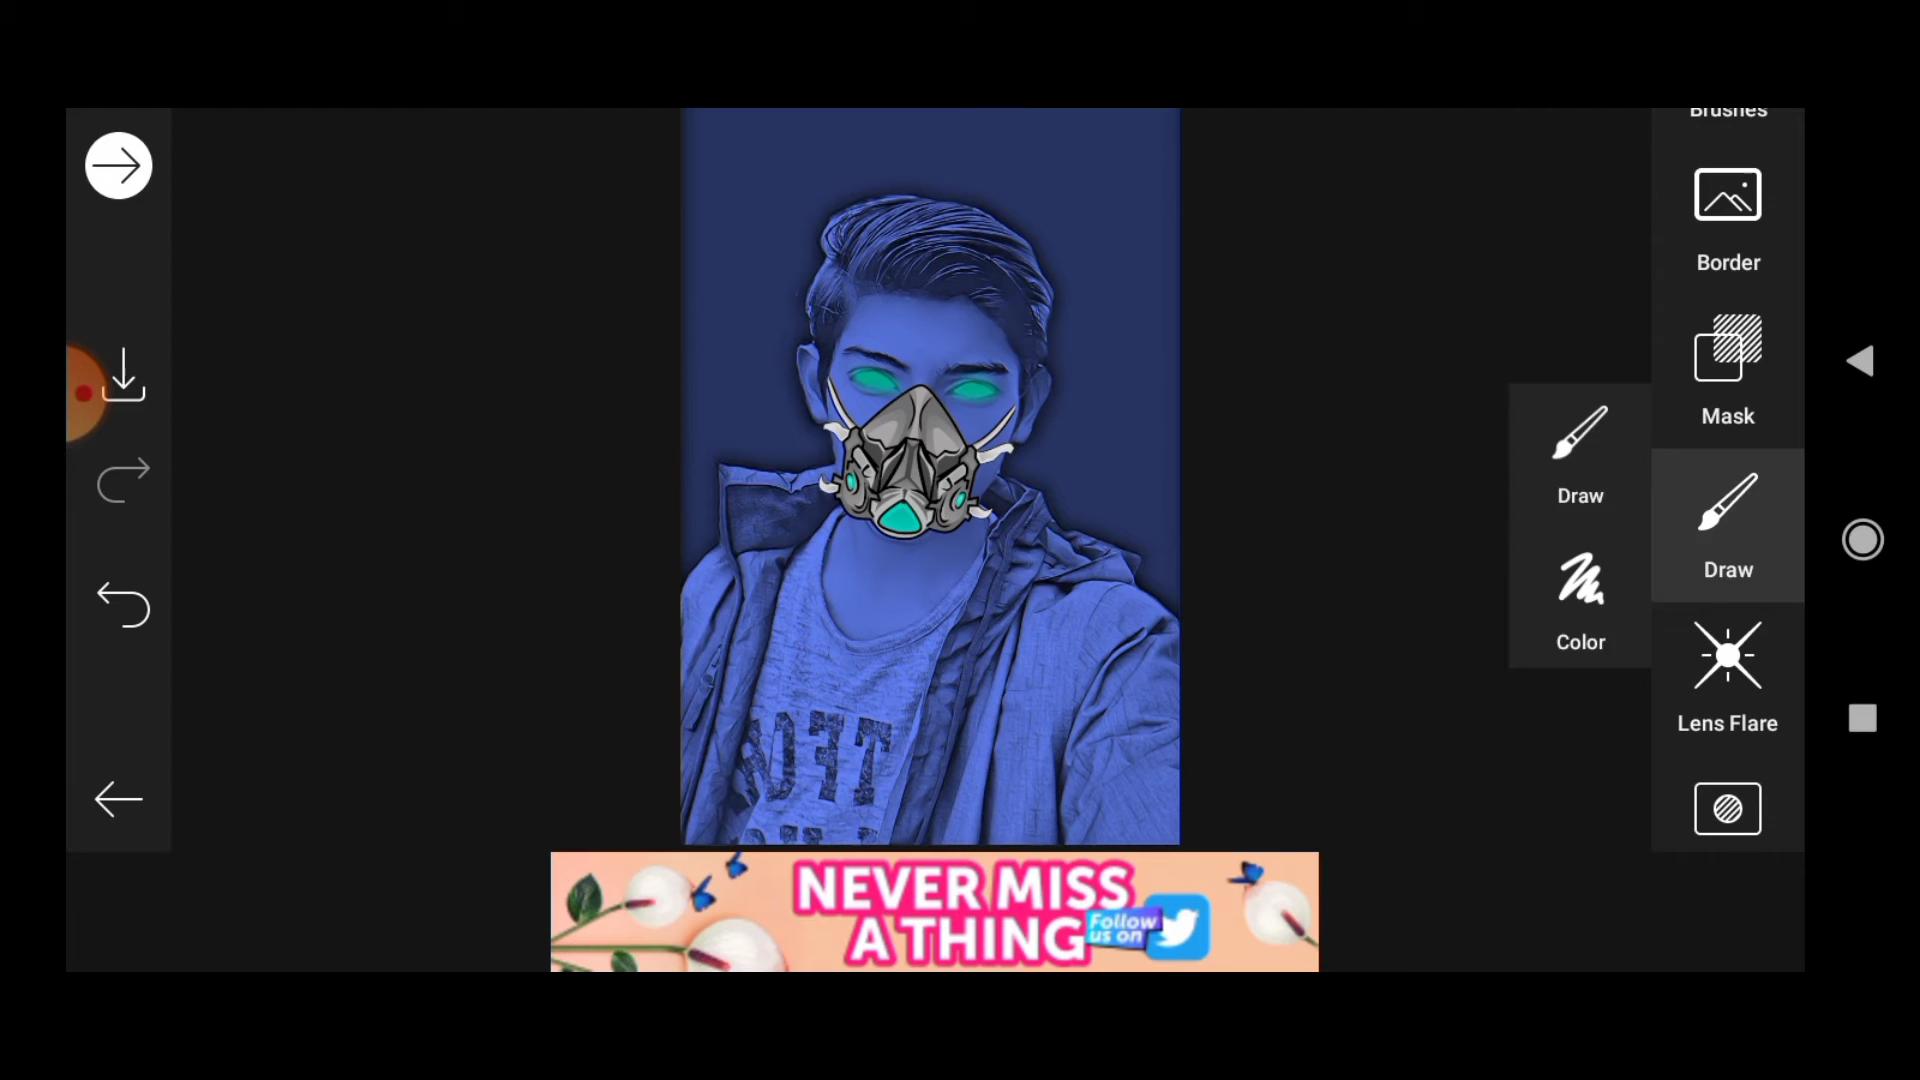 Brushes
Border
Mask
Draw
Color
Draw
Lens Flare
NEVER MISS
A THING
Follow
us on